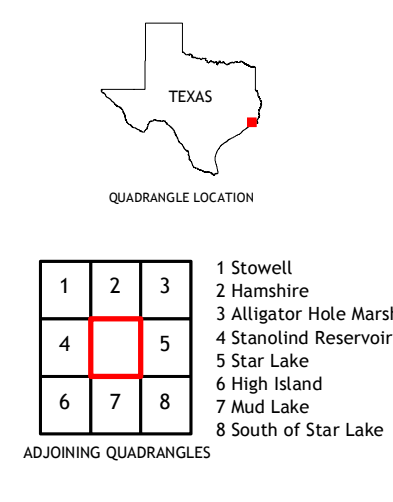 TEXAS
QUADRANGLE LOCATION
1 2 3
4 5
6 7 8
ADJOINING QUADRANGLES
1 Stowell
2 Hamshire
3 Alligator Hole Marsh
4 Stanolind Reservoir
5 Star Lake
6 High Island
7 Mud Lake
8 South of Star Lake